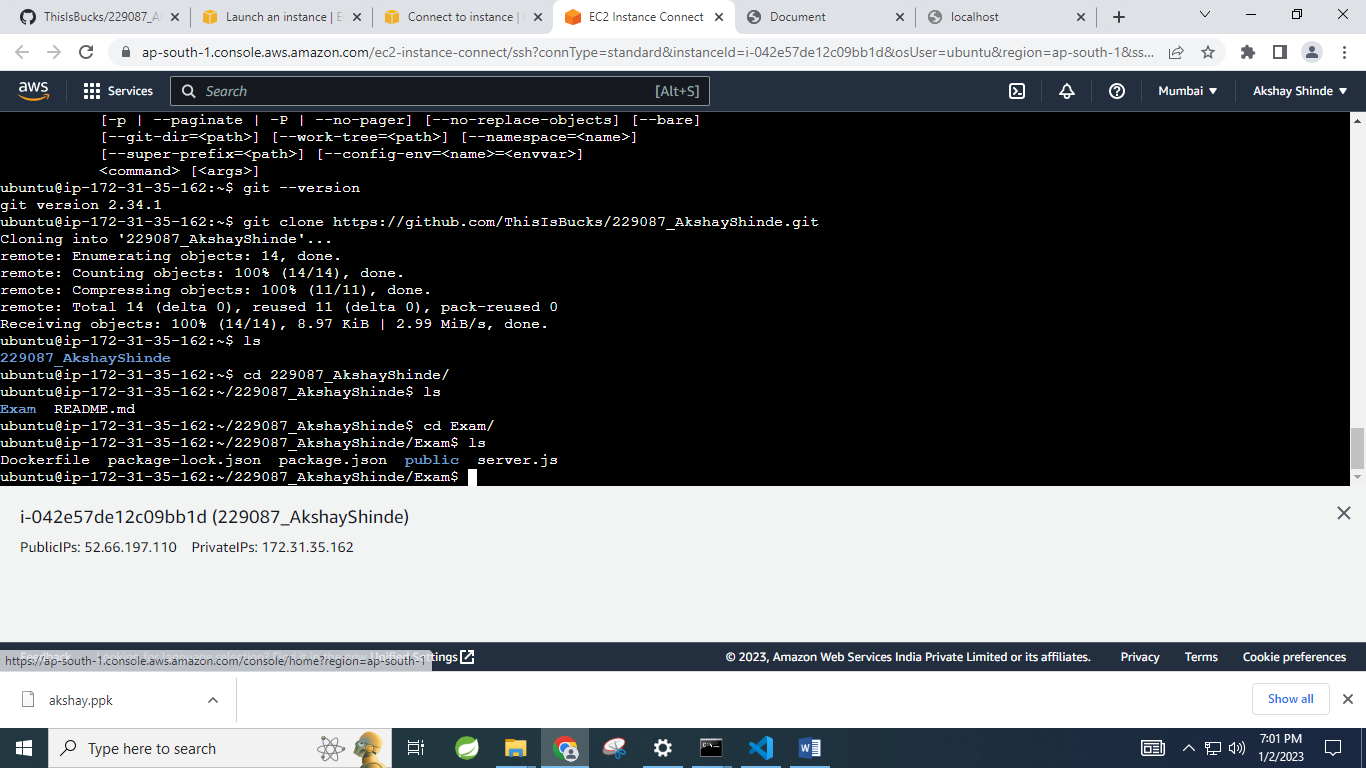 ThisIsBucks/229087_A
Launch an instance | E
Connect to instance |
EC2 Instance Connect
Document
localhost
ap-south-1.console.aws.amazon.com/ec2-instance-connect/ssh?connType=standard&instanceId=i-042e57de12c09bb1d&osUser=ubuntu&region=ap-south-1&ss...
aws
Services
Search
[Alt+S]
Mumbai
Akshay Shinde
[-p | --paginate | -P | --no-pager] [--no-replace-objects] [--bare]
[--git-dir=<path>] [--work-tree=<path>] [--namespace=<name>]
[--super-prefix=<path>] [--config-env=<name>=<envvar>]
<command> [<args>]
ubuntu@ip-172-31-35-162:~$ git --version
git version 2.34.1
ubuntu@ip-172-31-35-162:~$ git clone https://github.com/ThisIsBucks/229087_AkshayShinde.git
Cloning into '229087_AkshayShinde'...
remote: Enumerating objects: 14, done.
remote: Counting objects: 100% (14/14), done.
remote: Compressing objects: 100% (11/11), done.
remote: Total 14 (delta 0), reused 11 (delta 0), pack-reused 0
Receiving objects: 100% (14/14), 8.97 KiB | 2.99 MiB/s, done.
ubuntu@ip-172-31-35-162:~$ ls
229087_AkshayShinde
ubuntu@ip-172-31-35-162:~$ cd 229087_AkshayShinde/
ubuntu@ip-172-31-35-162:~/229087_AkshayShinde$ ls
Exam  README.md
ubuntu@ip-172-31-35-162:~/229087_AkshayShinde$ cd Exam/
ubuntu@ip-172-31-35-162:~/229087_AkshayShinde/Exam$ ls
Dockerfile  package-lock.json  package.json  public  server.js
ubuntu@ip-172-31-35-162:~/229087_AkshayShinde/Exam$
i-042e57de12c09bb1d (229087_AkshayShinde)
PublicIPs: 52.66.197.110 PrivateIPs: 172.31.35.162
Feedback
Unified Settings
https://ap-south-1.console.aws.amazon.com/console/home?region=ap-south-1
© 2023, Amazon Web Services India Private Limited or its affiliates.
Privacy
Terms
Cookie preferences
akshay.ppk
Show all
Type here to search
7:01 PM
1/2/2023